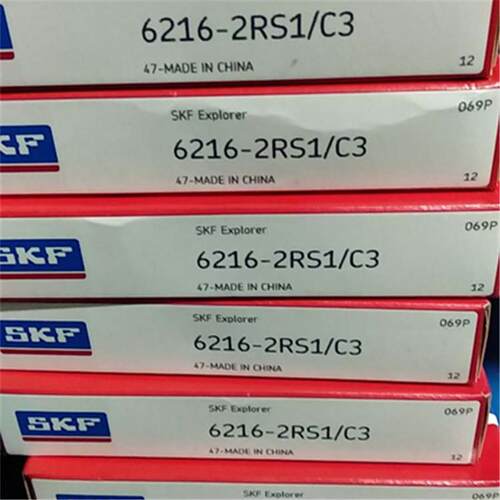 6216-2RS1/C3
47-MADE IN CHINA
12
SKF Explorer
069P
SKF
6216-2RS1/C3
47-MADE IN CHINA
12
SKF Explorer
069P
SKF
6216-2RS1/C3
47-MADE IN CHINA
12
SKF Explorer
069P
SKF
6216-2RS1/C3
47-MADE IN CHINA
12
SKF Explorer
069P
SKF
6216-2RS1/C3
47-MADE IN CHINA
12
SKF Explorer
069P